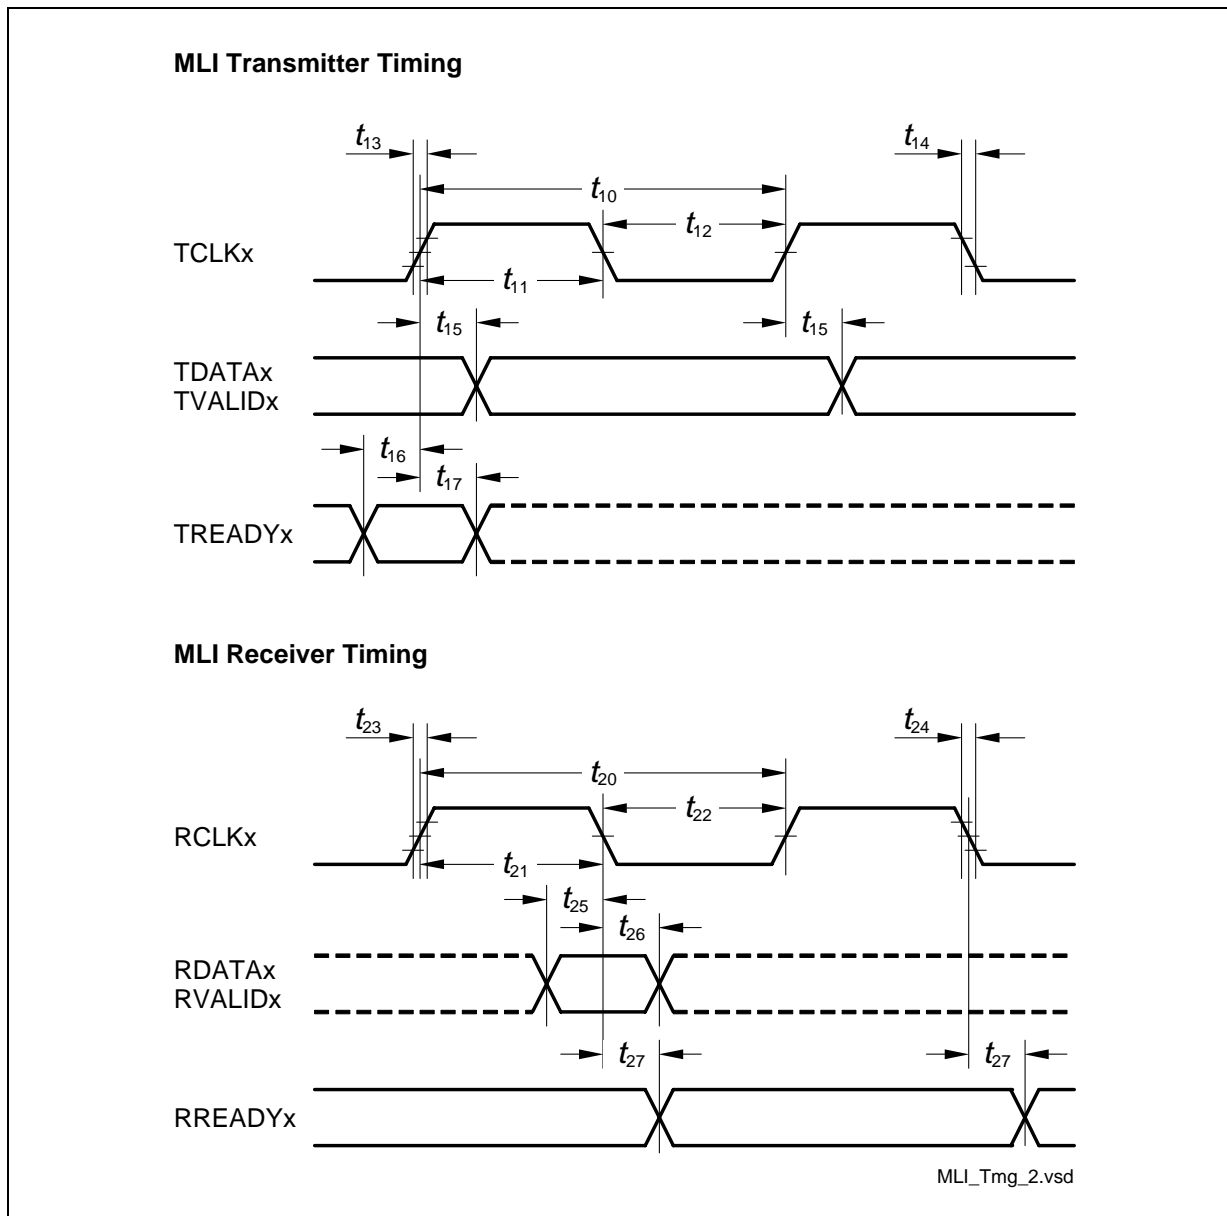 MLI Transmitter Timing
t13
t14
t10
t12
TCLKx
t11
t15
t15
TDATAx
TVALIDx
t16
t17
TREADYx
MLI Receiver Timing
t23
t24
t20
t22
RCLKx
t21
t25
t26
RDATAx
RVALIDx
t27
t27
RREADYx
MLI_Tmg_2.vsd